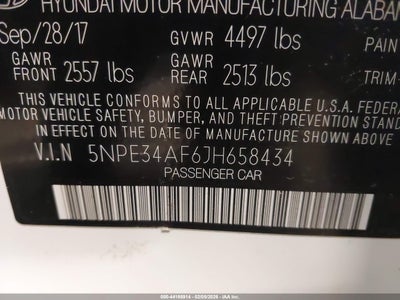 HYUNDAI MOTOR MANUFACTURING ALABA
Sep/28/17 GVWR 4497 lbs PAIN
GAWR GAWR
FRONT 2557 lbs REAR 2513 lbs TRIM
THIS VEHICLE CONFORMS TO ALL APPLICABLE U.S.A. FEDERA
MOTOR VEHICLE SAFETY, BUMPER, AND THEFT PREVENTION STAN
IN EFFECT ON THE DATE OF MANUFACTURE SHOWN ABOVE
V.I.N 5NPE34AF6JH658434
PASSENGER CAR